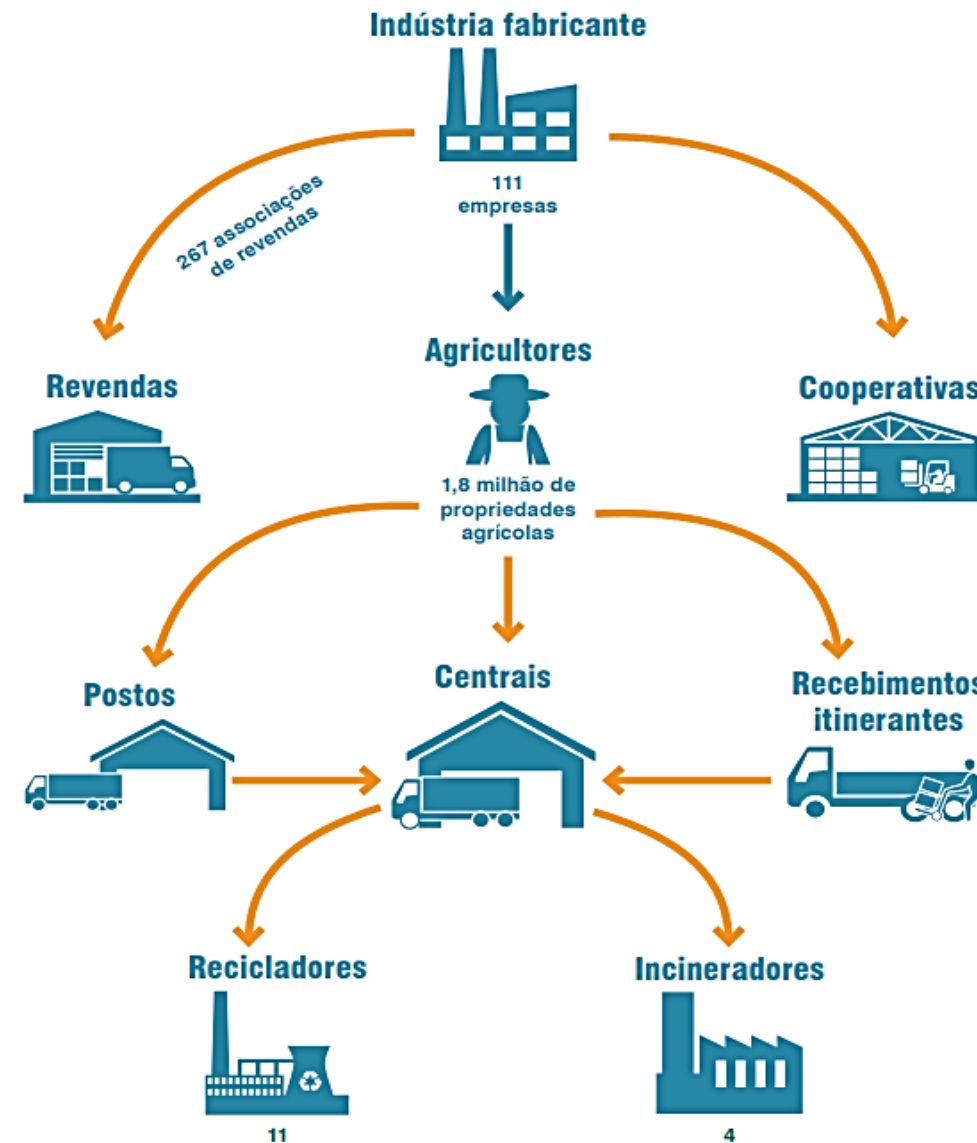 Indústria fabricante
111
empresas
267 associações
de revendas
Agricultores
Revendas
Cooperativas
1,8 milhão de
propriedades
agrícolas
Postos
Centrais
Recebimentos
itinerantes
Recicladores
Incineradores
11
4